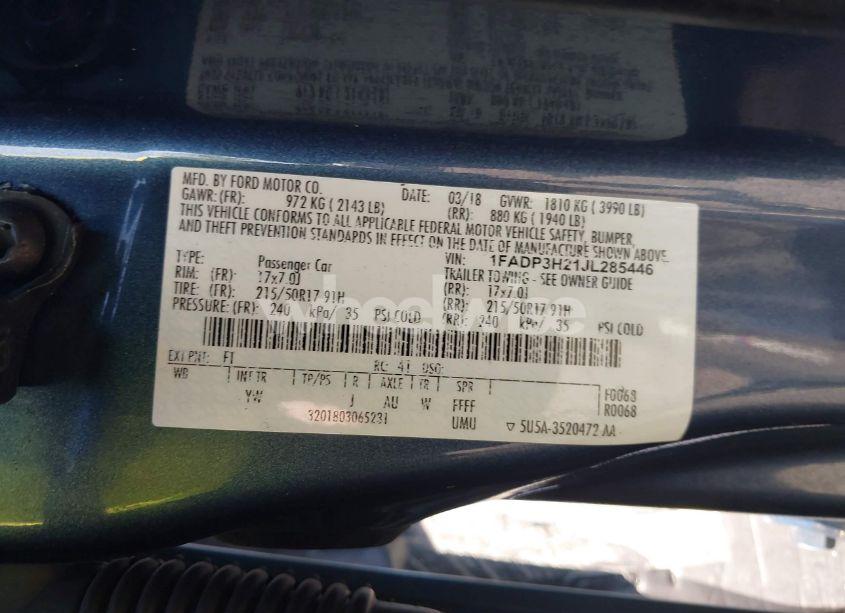 MFD. BY FORD MOTOR CO. DATE: 03/18 GVWR: 1810 KG ( 3990 LB)
GAWR: (FR): 972 KG ( 2143 LB) (RR): 880 KG ( 1940 LB)
THIS VEHICLE CONFORMS TO ALL APPLICABLE FEDERAL MOTOR VEHICLE SAFETY, BUMPER,
AND THEFT PREVENTION STANDARDS IN EFFECT ON THE DATE OF MANUFACTURE SHOWN ABOVE.
VIN: 1FADP3H21JL285446
TYPE: Passenger Car TRAILER TOWING - SEE OWNER GUIDE
RIM: (FR): 17x7.0J (RR): 17x7.0J
TIRE: (FR): 215/50R17 91H (RR): 215/50R17 91H
PRESSURE: (FR): 240 kPa/ 35 PSI COLD (RR): 240 kPa/ 35 PSI COLD
EXT PNT: FT RC: 41 DSO:
WB INT TR TP/PS R AXLE TR SPR
YW J AU W FFFF
F0068
R0068
3201803065231 UMU ▽ 5U5A-3520472 AA